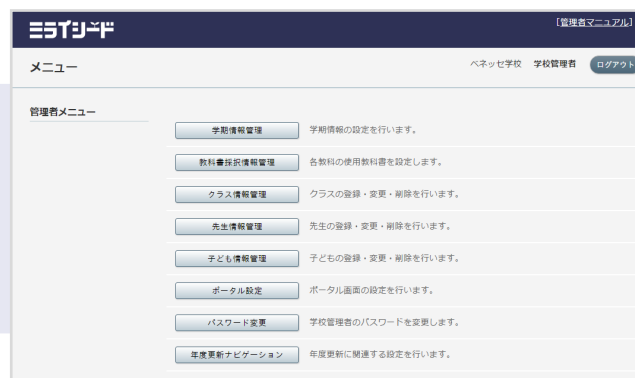 ミライシード
[管理者マニュアル]
メニュー
ベネッセ学校 学校管理者 ログアウト
管理者メニュー
学期情報管理 学期情報の設定を行います。
教科書採択情報管理 各教科の使用教科書を設定します。
クラス情報管理 クラスの登録・変更・削除を行います。
先生情報管理 先生の登録・変更・削除を行います。
子ども情報管理 子どもの登録・変更・削除を行います。
ポータル設定 ポータル画面の設定を行います。
パスワード変更 学校管理者のパスワードを変更します。
年度更新ナビゲーション 年度更新に関連する設定を行います。